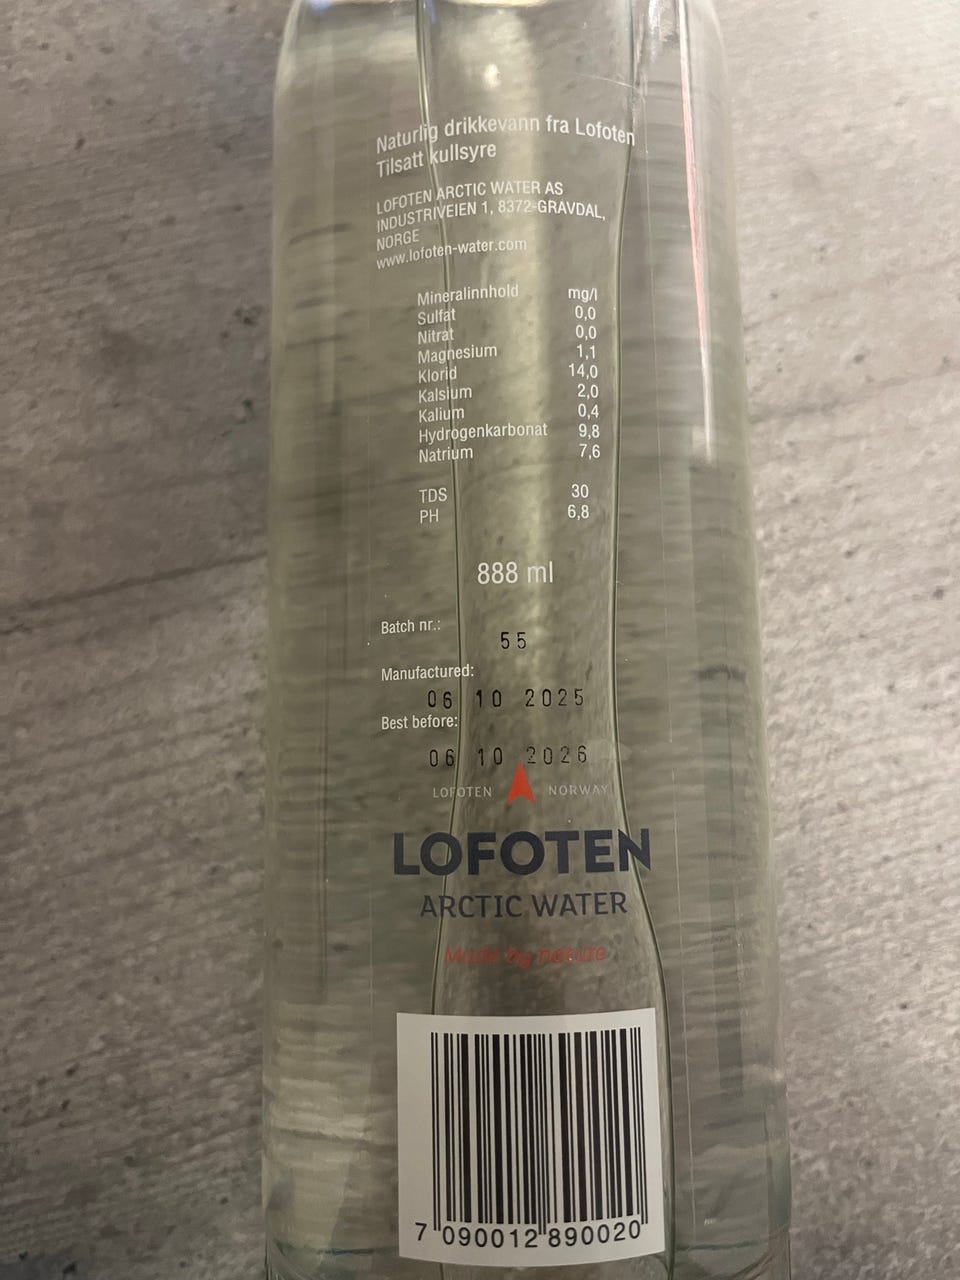 Naturlig drikkevann fra Lofoten
Tilsatt kullsyre
LOFOTEN ARCTIC WATER AS
INDUSTRIVEIEN 1, 8372-GRAVDAL,
NORGE
www.lofoten-water.com
Mineralinnhold mg/l
Sulfat 0,0
Nitrat 0,0
Magnesium 1,1
Klorid 14,0
Kalsium 2,0
Kalium 0,4
Hydrogenkarbonat 9,8
Natrium 7,6
TDS 30
PH 6,8
888 ml
Batch nr.:
55
Manufactured:
06 10 2025
Best before:
06 10 2026
LOFOTEN NORWAY
LOFOTEN
ARCTIC WATER
Made by nature
7 090012 890020